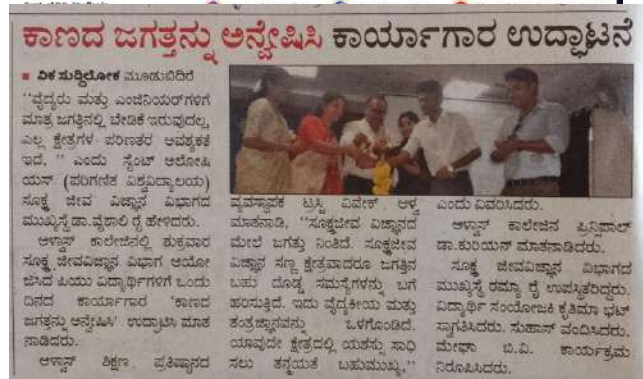 ಕಾಣದ ಜಗತ್ತನ್ನು ಅನ್ವೇಷಿಸಿ ಕಾರ್ಯಾಗಾರ ಉದ್ಘಾಟನೆ
■ ವಿಕ ಸುದ್ದಿಲೋಕ ಮೂಡುಬಿದಿರೆ
"ವೈದ್ಯರು ಮತ್ತು ಎಂಜಿನಿಯರ್‌ಗಳಿಗೆ
ಮಾತ್ರ ಜಗತ್ತಿನಲ್ಲಿ ಬೇಡಿಕೆ ಇರುವುದಲ್ಲ,
ಎಲ್ಲ ಕ್ಷೇತ್ರಗಳ ಪರಿಣತರ ಆವಶ್ಯಕತೆ
ಇದೆ, " ಎಂದು ಸೈಂಟ್ ಅಲೋಷಿ
ಯಸ್ (ಪರಿಗಣಿತ ವಿಶ್ವವಿದ್ಯಾಲಯ)
ಸೂಕ್ಷ್ಮ ಜೀವ ವಿಜ್ಞಾನ ವಿಭಾಗದ
ಮುಖ್ಯಸ್ಥೆ ಡಾ.ವೈಶಾಲಿ ರೈ ಹೇಳಿದರು.
ಆಳ್ವಾಸ್ ಕಾಲೇಜಿನಲ್ಲಿ ಶುಕ್ರವಾರ
ಸೂಕ್ಷ್ಮ ಜೀವವಿಜ್ಞಾನ ವಿಭಾಗ ಆಯೋ
ಜಿಸಿದ ಪಿಯು ವಿದ್ಯಾರ್ಥಿಗಳಿಗೆ ಒಂದು
ದಿನದ ಕಾರ್ಯಾಗಾರ 'ಕಾಣದ
ಜಗತ್ತನ್ನು ಅನ್ವೇಷಿಸಿ' ಉದ್ಘಾಟಿಸಿ ಮಾತ
ನಾಡಿದರು.
ಆಳ್ವಾಸ್ ಶಿಕ್ಷಣ ಪ್ರತಿಷ್ಠಾನದ
ವ್ಯವಸ್ಥಾಪಕ ಟ್ರಸ್ಟಿ ವಿವೇಕ್ ಆಳ್ವ
ಮಾತನಾಡಿ, "ಸೂಕ್ಷ್ಮಜೀವ ವಿಜ್ಞಾನದ
ಮೇಲೆ ಜಗತ್ತು ನಿಂತಿದೆ. ಸೂಕ್ಷ್ಮಜೀವ
ವಿಜ್ಞಾನ ಸಣ್ಣ ಕ್ಷೇತ್ರವಾದರೂ ಜಗತ್ತಿನ
ಬಹು ದೊಡ್ಡ ಸಮಸ್ಯೆಗಳನ್ನು ಬಗೆ
ಹರಿಸುತ್ತಿದೆ. ಇದು ವೈದ್ಯಕೀಯ ಮತ್ತು
ತಂತ್ರಜ್ಞಾನವನ್ನು ಒಳಗೊಂಡಿದೆ.
ಯಾವುದೇ ಕ್ಷೇತ್ರದಲ್ಲಿ ಯಶಸ್ಸು ಸಾಧಿ
ಸಲು ತನ್ಮಯತೆ ಬಹುಮುಖ್ಯ,"
ಎಂದು ವಿವರಿಸಿದರು.
ಆಳ್ವಾಸ್ ಕಾಲೇಜಿನ ಪ್ರಿನ್ಸಿಪಾಲ್
ಡಾ.ಕುರಿಯನ್ ಮಾತನಾಡಿದರು.
ಸೂಕ್ಷ್ಮ ಜೀವವಿಜ್ಞಾನ ವಿಭಾಗದ
ಮುಖ್ಯಸ್ಥೆ ರಮ್ಯಾ ರೈ ಉಪಸ್ಥಿತರಿದ್ದರು.
ವಿದ್ಯಾರ್ಥಿ ಸಂಯೋಜಕಿ ಕೃತಿಮಾ ಭಟ್
ಸ್ವಾಗತಿಸಿದರು. ಸುಹಾಸ್ ವಂದಿಸಿದರು.
ಮೇಘಾ ಬಿ.ವಿ. ಕಾರ್ಯಕ್ರಮ
ನಿರೂಪಿಸಿದರು.